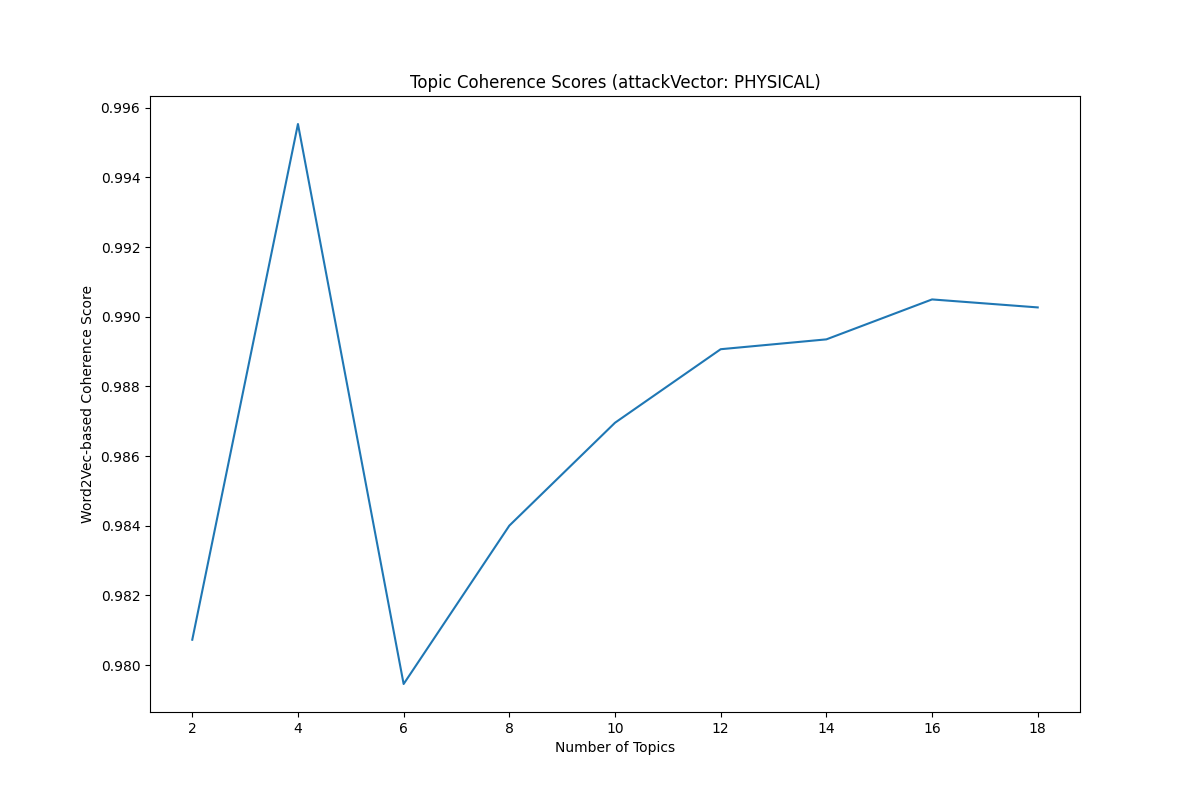 Topic Coherence Scores (attackVector: PHYSICAL)
0.996
0.994
0.992
0.990
0.988
0.986
0.984
0.982
0.980
Word2Vec-based Coherence Score
2 4 6 8 10 12 14 16 18
Number of Topics